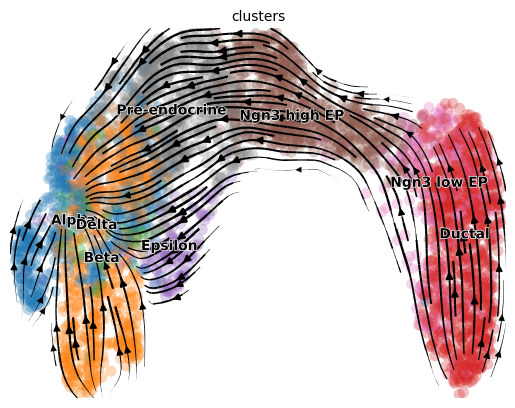 clusters
Pre-endocrine
Ngn3 high EP
Ngn3 low EP
Alpha
Delta
Ductal
Epsilon
Beta